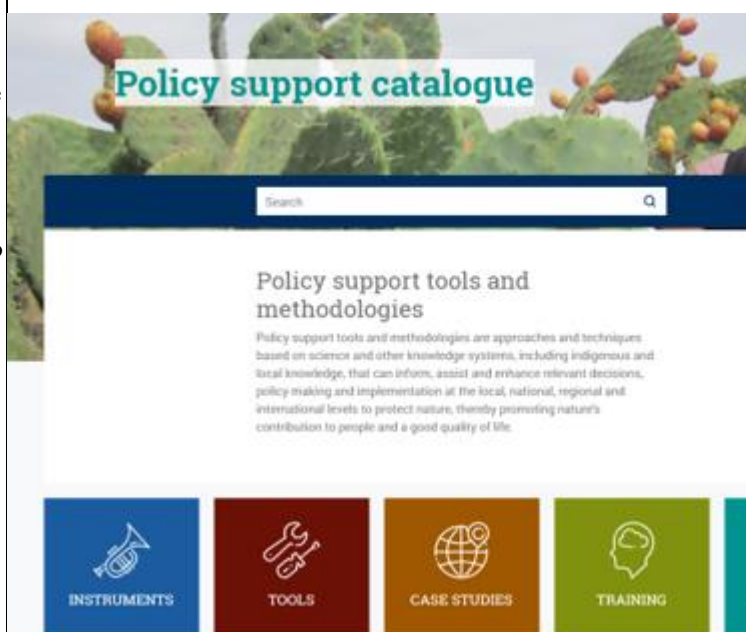 Policy support catalogue
Search
Policy support tools and
methodologies
Policy support tools and methodologies are approaches and techniques
based on science and other knowledge systems, including indigenous and
local knowledge, that can inform, assist and enhance relevant decisions,
policy making and implementation at the local, national, regional and
international levels to protect nature, thereby promoting nature's
contribution to people and a good quality of life.
INSTRUMENTS
TOOLS
CASE STUDIES
TRAINING